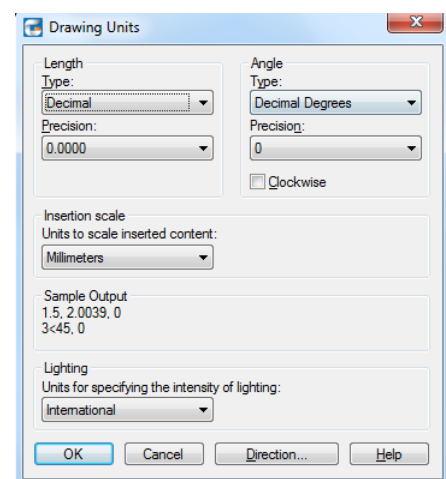 Drawing Units
Length
Type:
Decimal
Precision:
0.0000
Angle
Type:
Decimal Degrees
Precision:
0
Clockwise
Insertion scale
Units to scale inserted content:
Millimeters
Sample Output
1.5, 2.0039, 0
3<45, 0
Lighting
Units for specifying the intensity of lighting:
International
OK Cancel Direction... Help